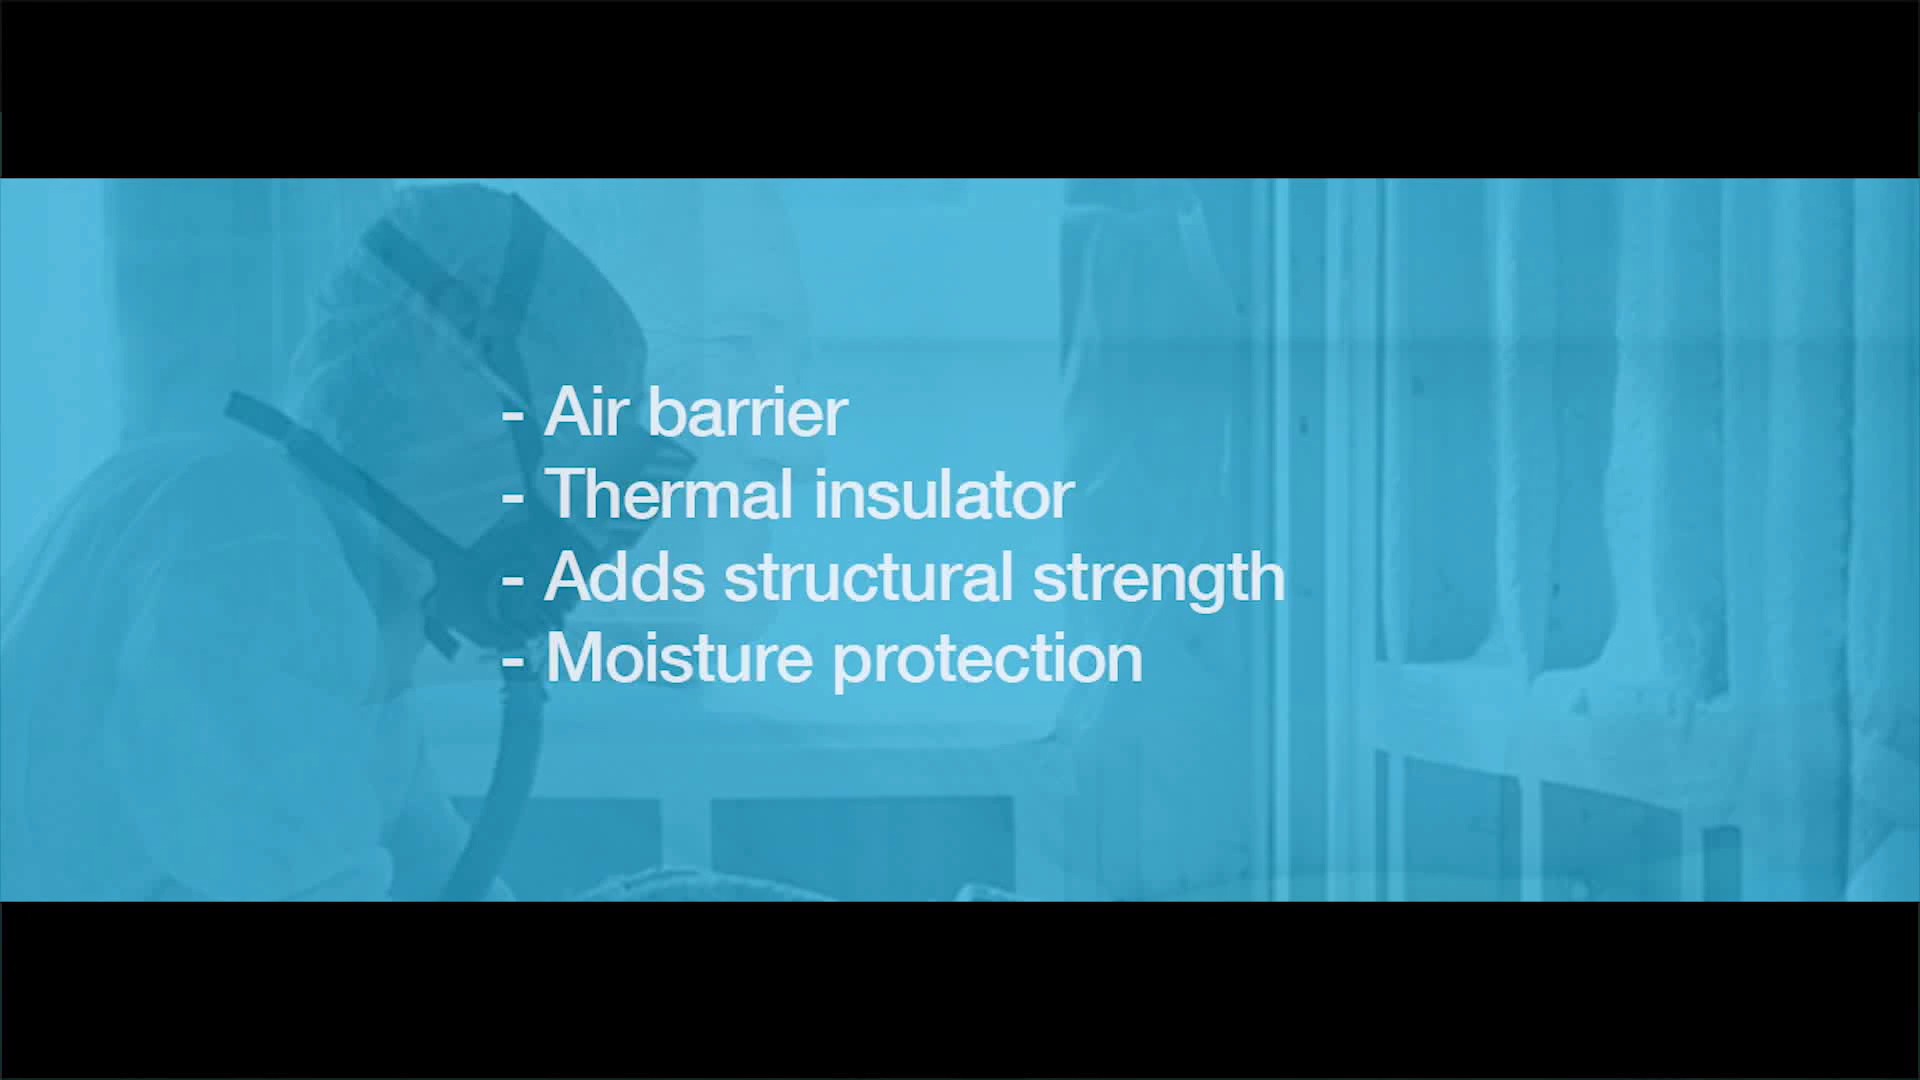 - Air barrier
- Thermal insulator
- Adds structural strength
- Moisture protection